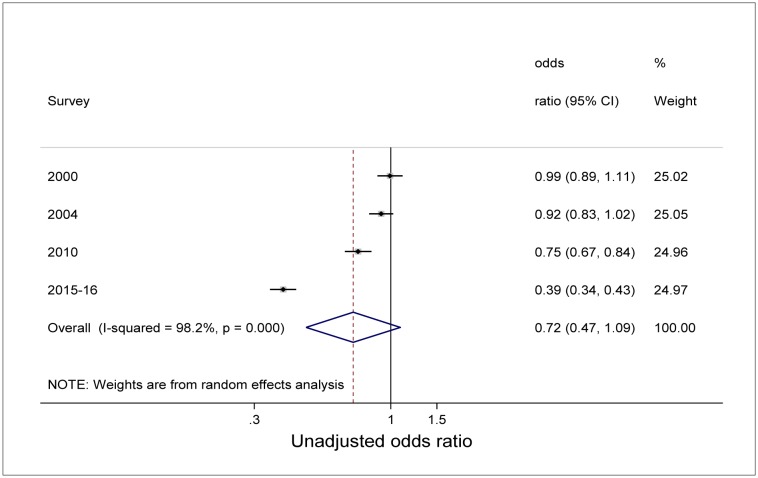 odds %
Survey ratio (95% CI) Weight
2000 0.99 (0.89, 1.11) 25.02
2004 0.92 (0.83, 1.02) 25.05
2010 0.75 (0.67, 0.84) 24.96
2015-16 0.39 (0.34, 0.43) 24.97
Overall (I-squared = 98.2%, p = 0.000) 0.72 (0.47, 1.09) 100.00
NOTE: Weights are from random effects analysis
.3 1 1.5
Unadjusted odds ratio